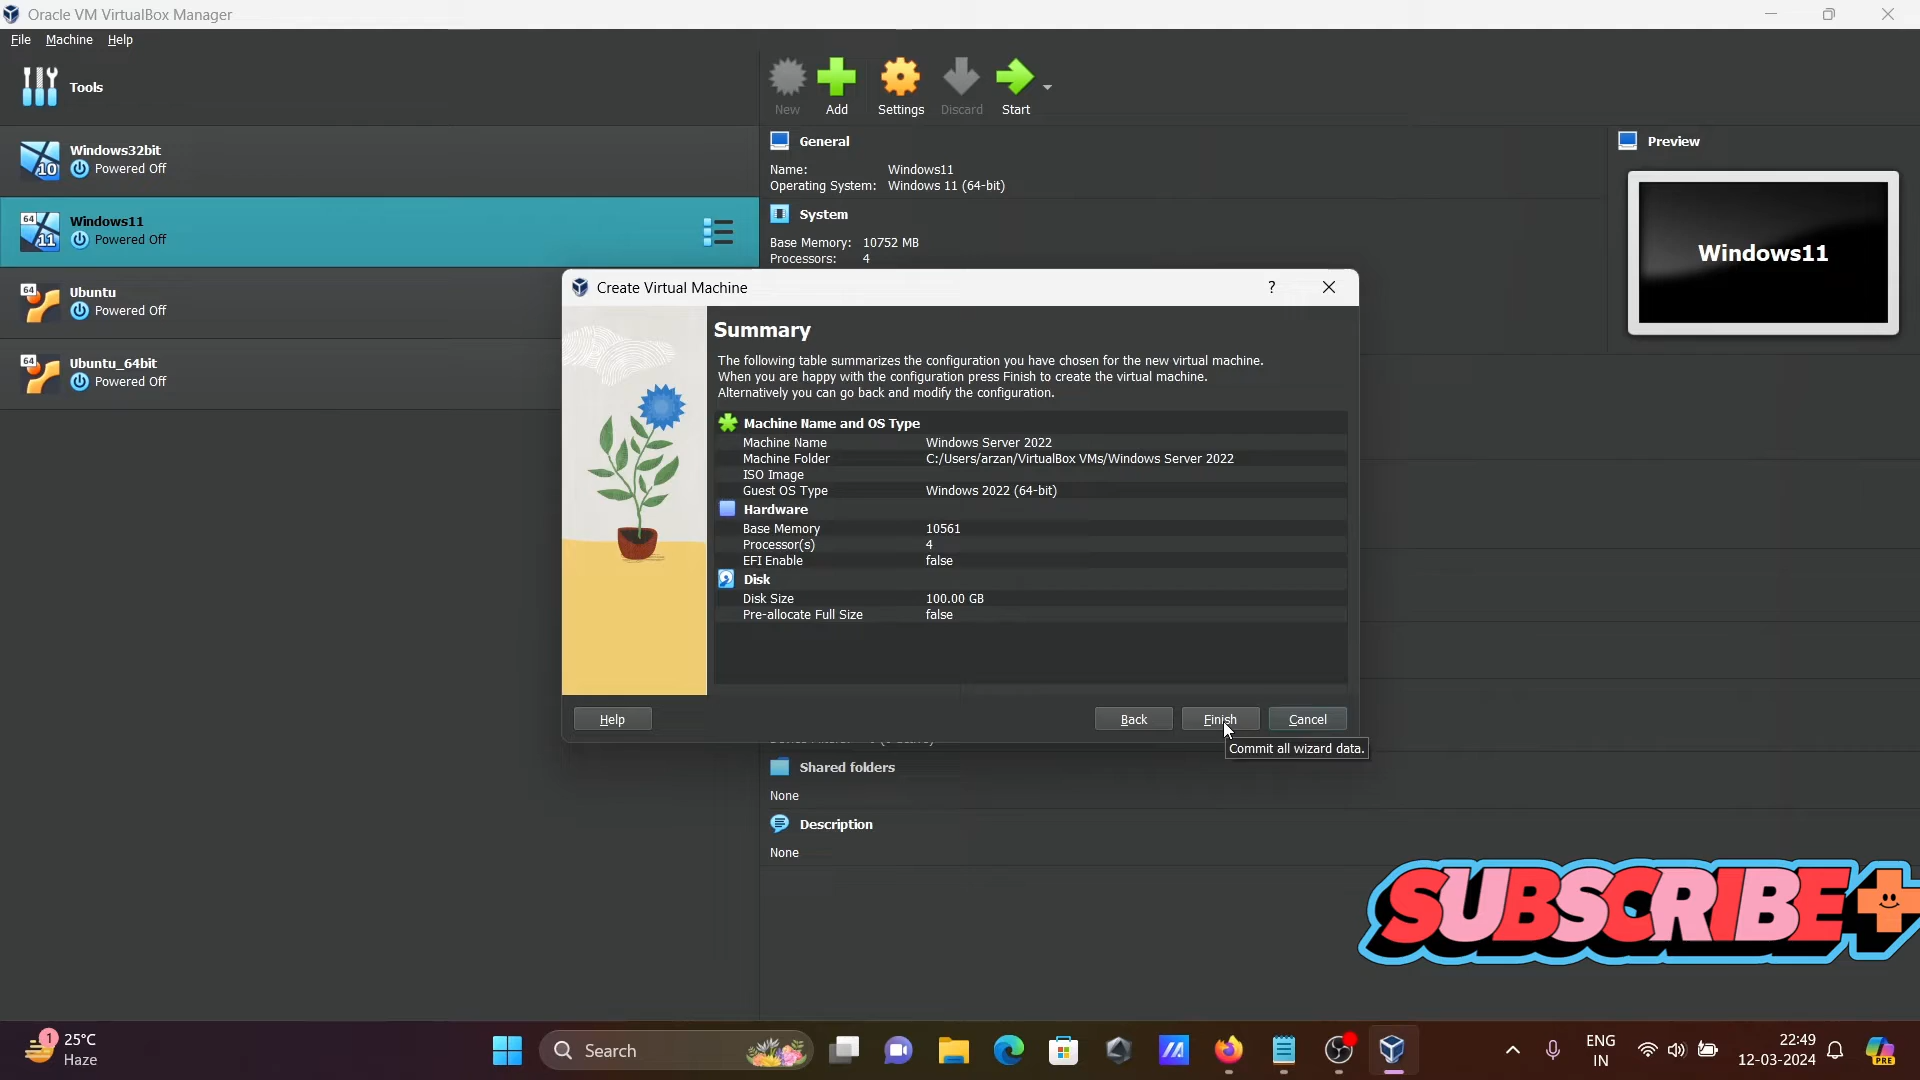 Oracle VM VirtualBox Manager
File Machine Help
Tools
New Add Settings Discard Start
10 Windows32bit
Powered Off
64 11 Windows11
Powered Off
64 Ubuntu
Powered Off
64 Ubuntu_64bit
Powered Off
General
Name: Windows11
Operating System: Windows 11 (64-bit)
System
Base Memory: 10752 MB
Processors: 4
Preview
Windows11
Create Virtual Machine ?
Summary
The following table summarizes the configuration you have chosen for the new virtual machine.
When you are happy with the configuration press Finish to create the virtual machine.
Alternatively you can go back and modify the configuration.
Machine Name and OS Type
Machine Name Windows Server 2022
Machine Folder C:/Users/arzan/VirtualBox VMs/Windows Server 2022
ISO Image
Guest OS Type Windows 2022 (64-bit)
Hardware
Base Memory 10561
Processor(s) 4
EFI Enable false
Disk
Disk Size 100.00 GB
Pre-allocate Full Size false
Help Back Finish Cancel
Commit all wizard data.
Shared folders
None
Description
None
SUBSCRIBE
1 25°C
Haze
Search
ENG
IN
22:49
12-03-2024
PRE